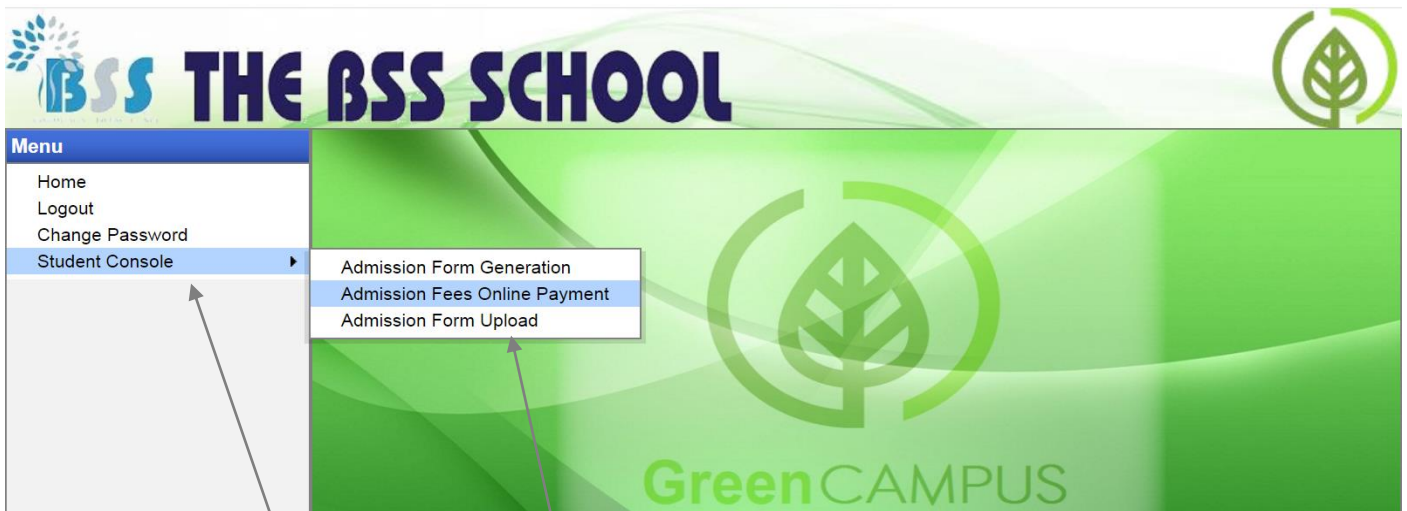 BSS THE BSS SCHOOL
Menu
Home
Logout
Change Password
Student Console
Admission Form Generation
Admission Fees Online Payment
Admission Form Upload
Green CAMPUS